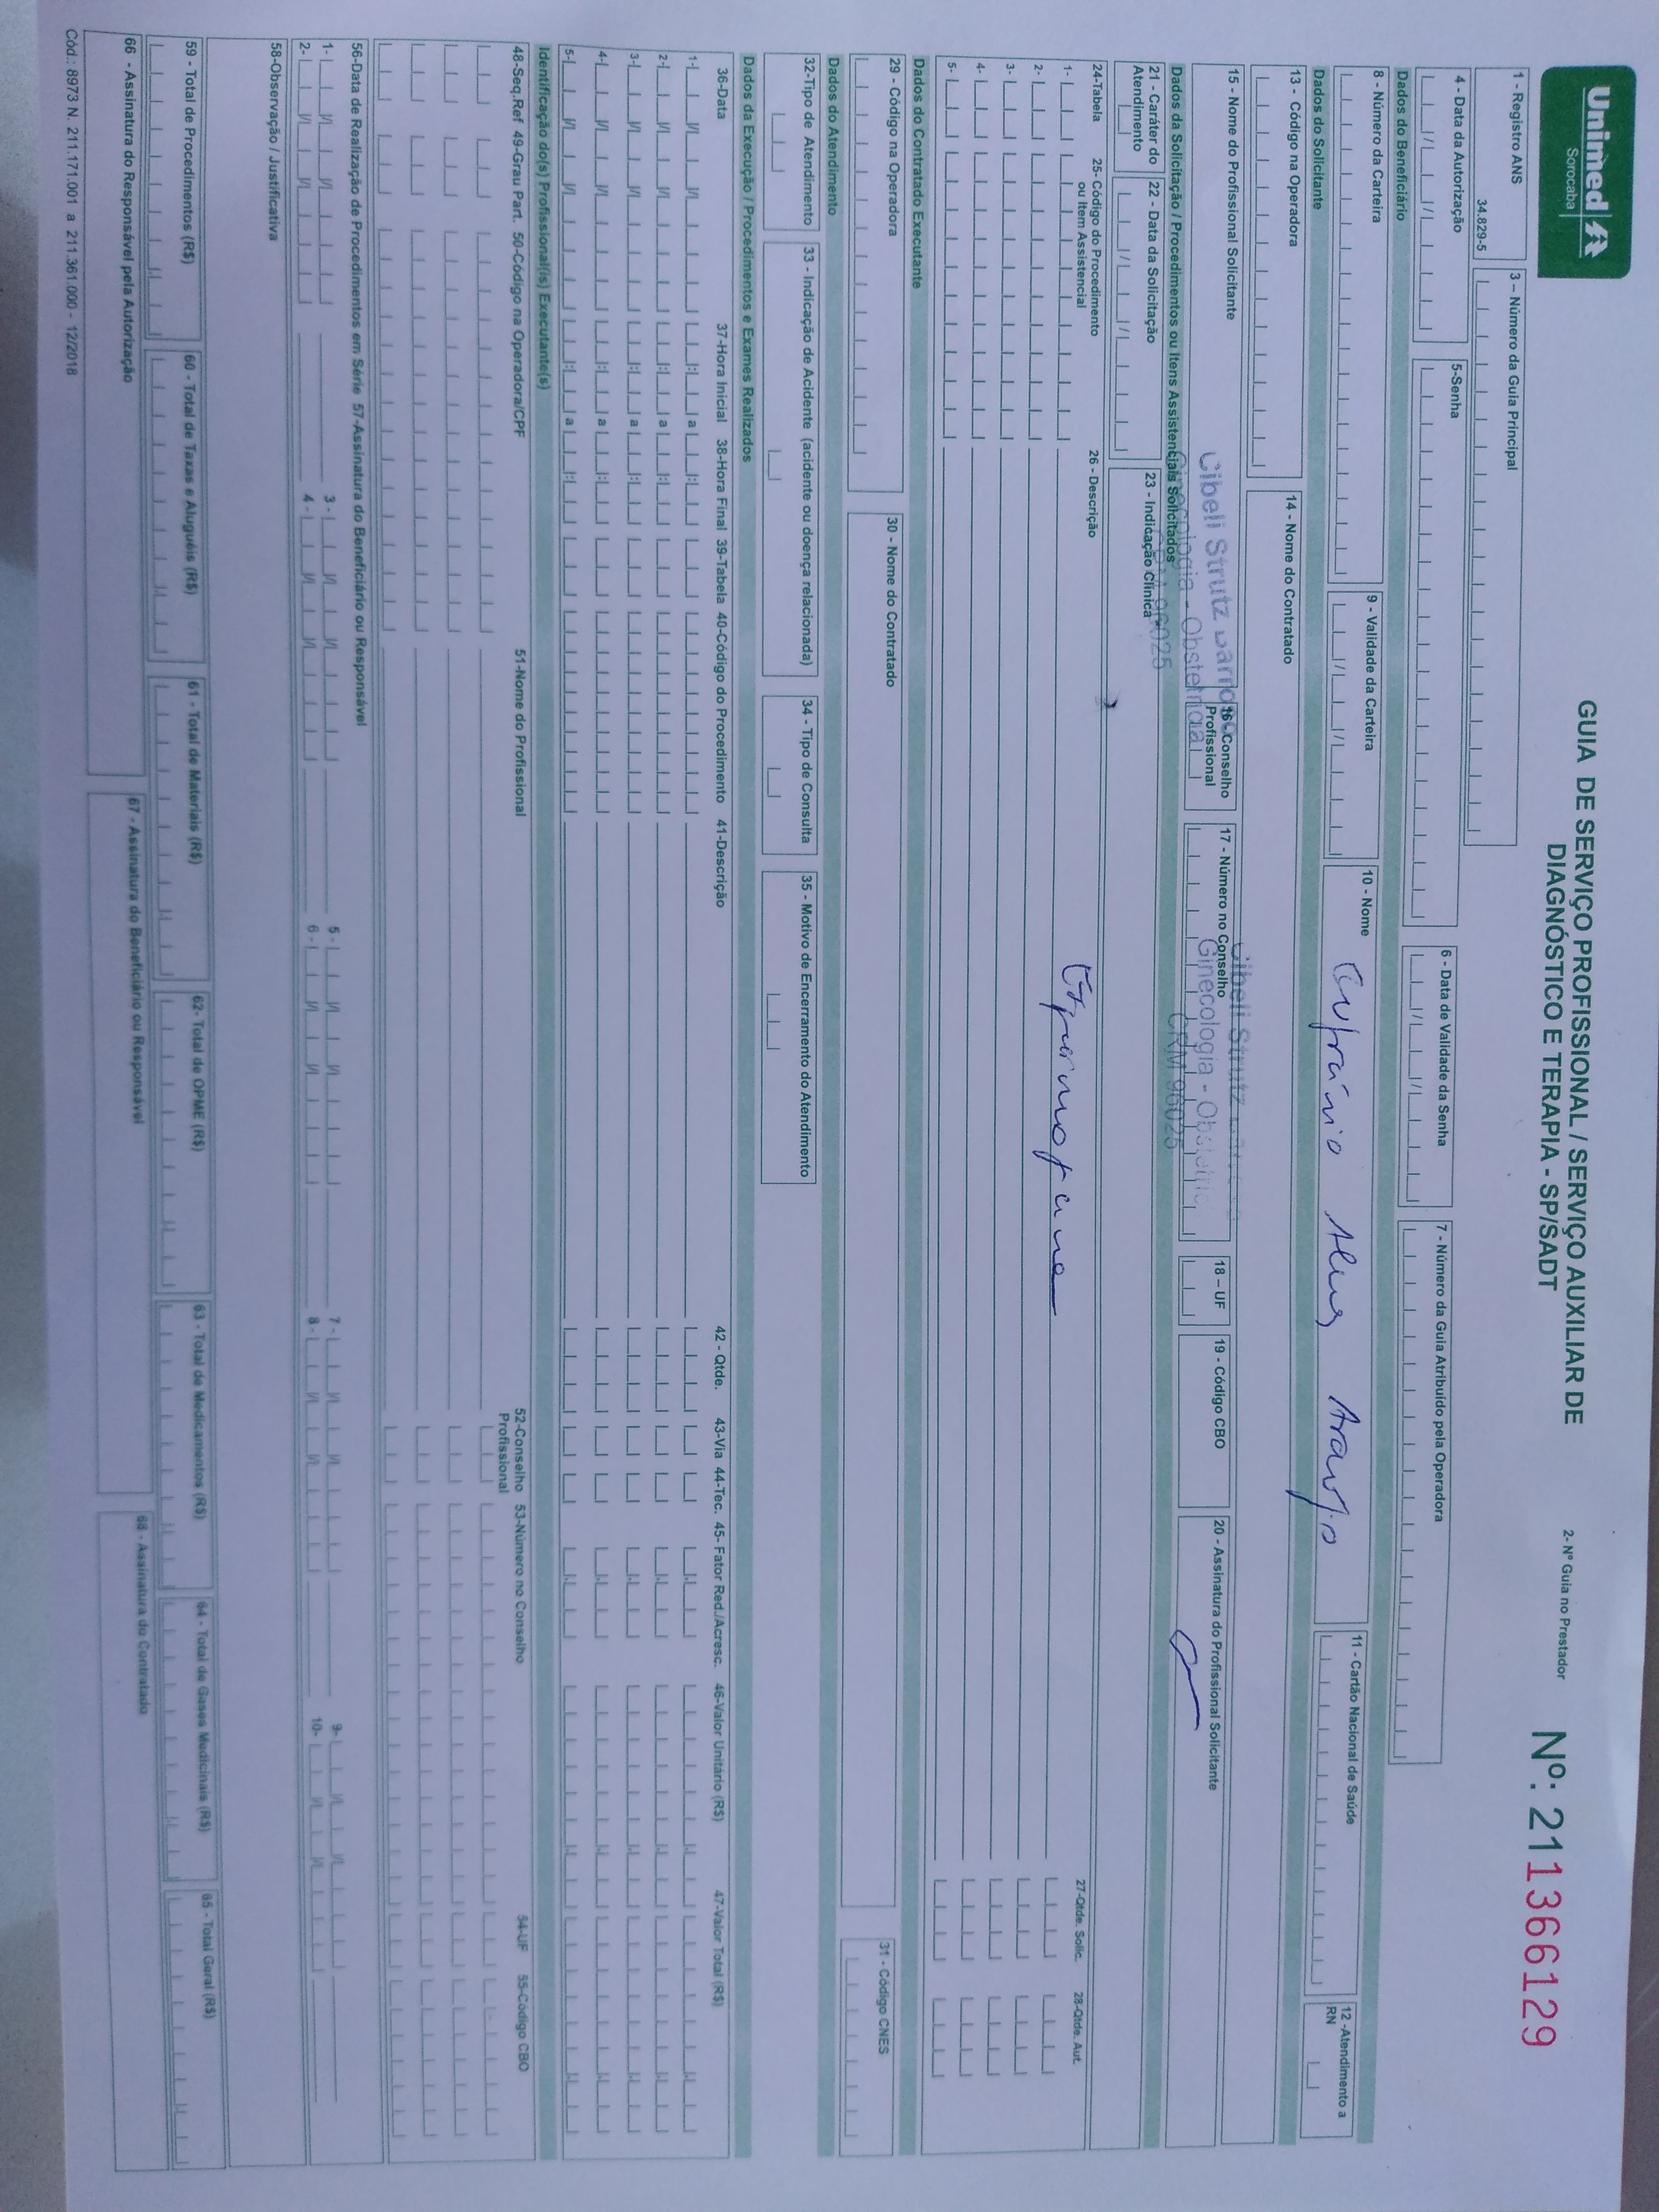 Unimed
Sorocaba
GUIA DE SERVIÇO PROFISSIONAL / SERVIÇO AUXILIAR DE
DIAGNÓSTICO E TERAPIA - SP/SADT
2- Nº Guia no Prestador
Nº: 211366129
1 - Registro ANS
34.829-5
3 – Número da Guia Principal
4 - Data da Autorização
5-Senha
6 - Data de Validade da Senha
7 - Número da Guia Atribuído pela Operadora
Dados do Beneficiário
8 - Número da Carteira
9 - Validade da Carteira
10 - Nome
Alves Araujo
11 - Cartão Nacional de Saúde
12 -Atendimento a
RN
Dados do Solicitante
13 - Código na Operadora
14 - Nome do Contratado
15 - Nome do Profissional Solicitante
Cibeli Strutz
Ginecologia - Obstetrícia
CRM 96025
16 - Conselho
Profissional
17 - Número no Conselho
Cibeli Strutz
Ginecologia - Obstetrícia
CRM 96025
18 – UF
19 - Código CBO
20 - Assinatura do Profissional Solicitante
Dados da Solicitação / Procedimentos ou Itens Assistenciais Solicitados
21 - Caráter do
Atendimento
22 - Data da Solicitação
23 - Indicação Clínica
24-Tabela
25- Código do Procedimento
ou Item Assistencial
26 - Descrição
27-Qtde. Solic.
28-Qtde. Aut.
1-
Espermograma
2-
3-
4-
5-
Dados do Contratado Executante
29 - Código na Operadora
30 - Nome do Contratado
31 - Código CNES
Dados do Atendimento
32-Tipo de Atendimento
33 - Indicação de Acidente (acidente ou doença relacionada)
34 - Tipo de Consulta
35 - Motivo de Encerramento do Atendimento
Dados da Execução / Procedimentos e Exames Realizados
36-Data
37-Hora Inicial
38-Hora Final
39-Tabela
40-Código do Procedimento
41-Descrição
42 - Qtde.
43-Via
44-Tec.
45- Fator Red./Acresc.
46-Valor Unitário (R$)
47-Valor Total (R$)
1- a
2- a
3- a
4- a
5- a
Identificação do(s) Profissional(is) Executante(s)
48-Seq.Ref
49-Grau Part.
50-Código na Operadora/CPF
51-Nome do Profissional
52-Conselho
Profissional
53-Número no Conselho
54-UF
55-Código CBO
56-Data de Realização de Procedimentos em Série
57-Assinatura do Beneficiário ou Responsável
1- 3 - 5 - 7 - 9-
2- 4 - 6 - 8 - 10-
58-Observação / Justificativa
59 - Total de Procedimentos (R$)
60 - Total de Taxas e Aluguéis (R$)
61 - Total de Materiais (R$)
62- Total de OPME (R$)
63 - Total de Medicamentos (R$)
64 - Total de Gases Medicinais (R$)
65 - Total Geral (R$)
66 - Assinatura do Responsável pela Autorização
67 - Assinatura do Beneficiário ou Responsável
68 - Assinatura do Contratado
Cód.: 8973 N. 211.171.001 a 211.361.000 - 12/2018